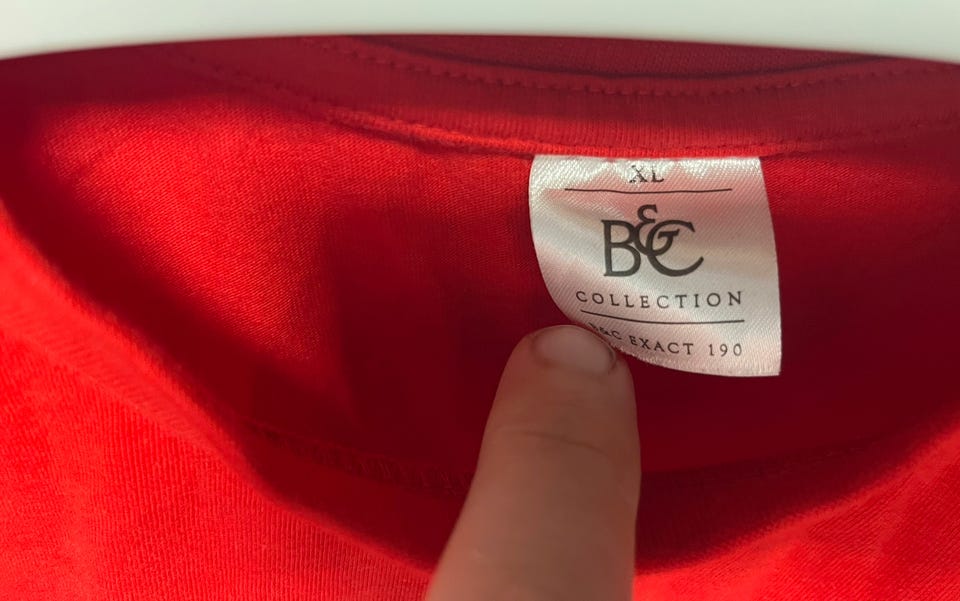 XL
B&C
COLLECTION
B&C EXACT 190